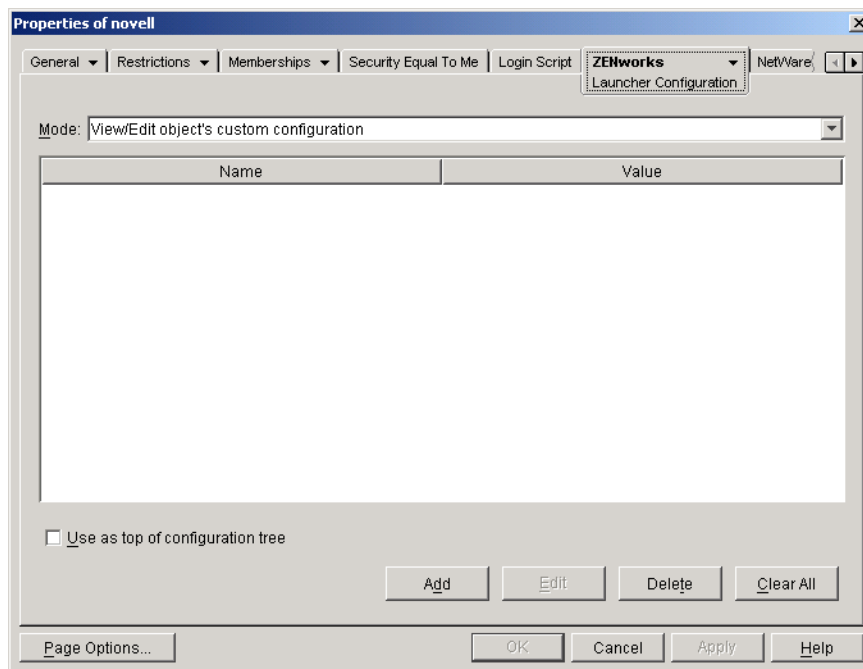 Properties of novell
General Restrictions Memberships Security Equal To Me Login Script ZENworks NetWare
Launcher Configuration
Mode: View/Edit object's custom configuration
Name Value
Use as top of configuration tree
Add Edit Delete Clear All
Page Options... OK Cancel Apply Help